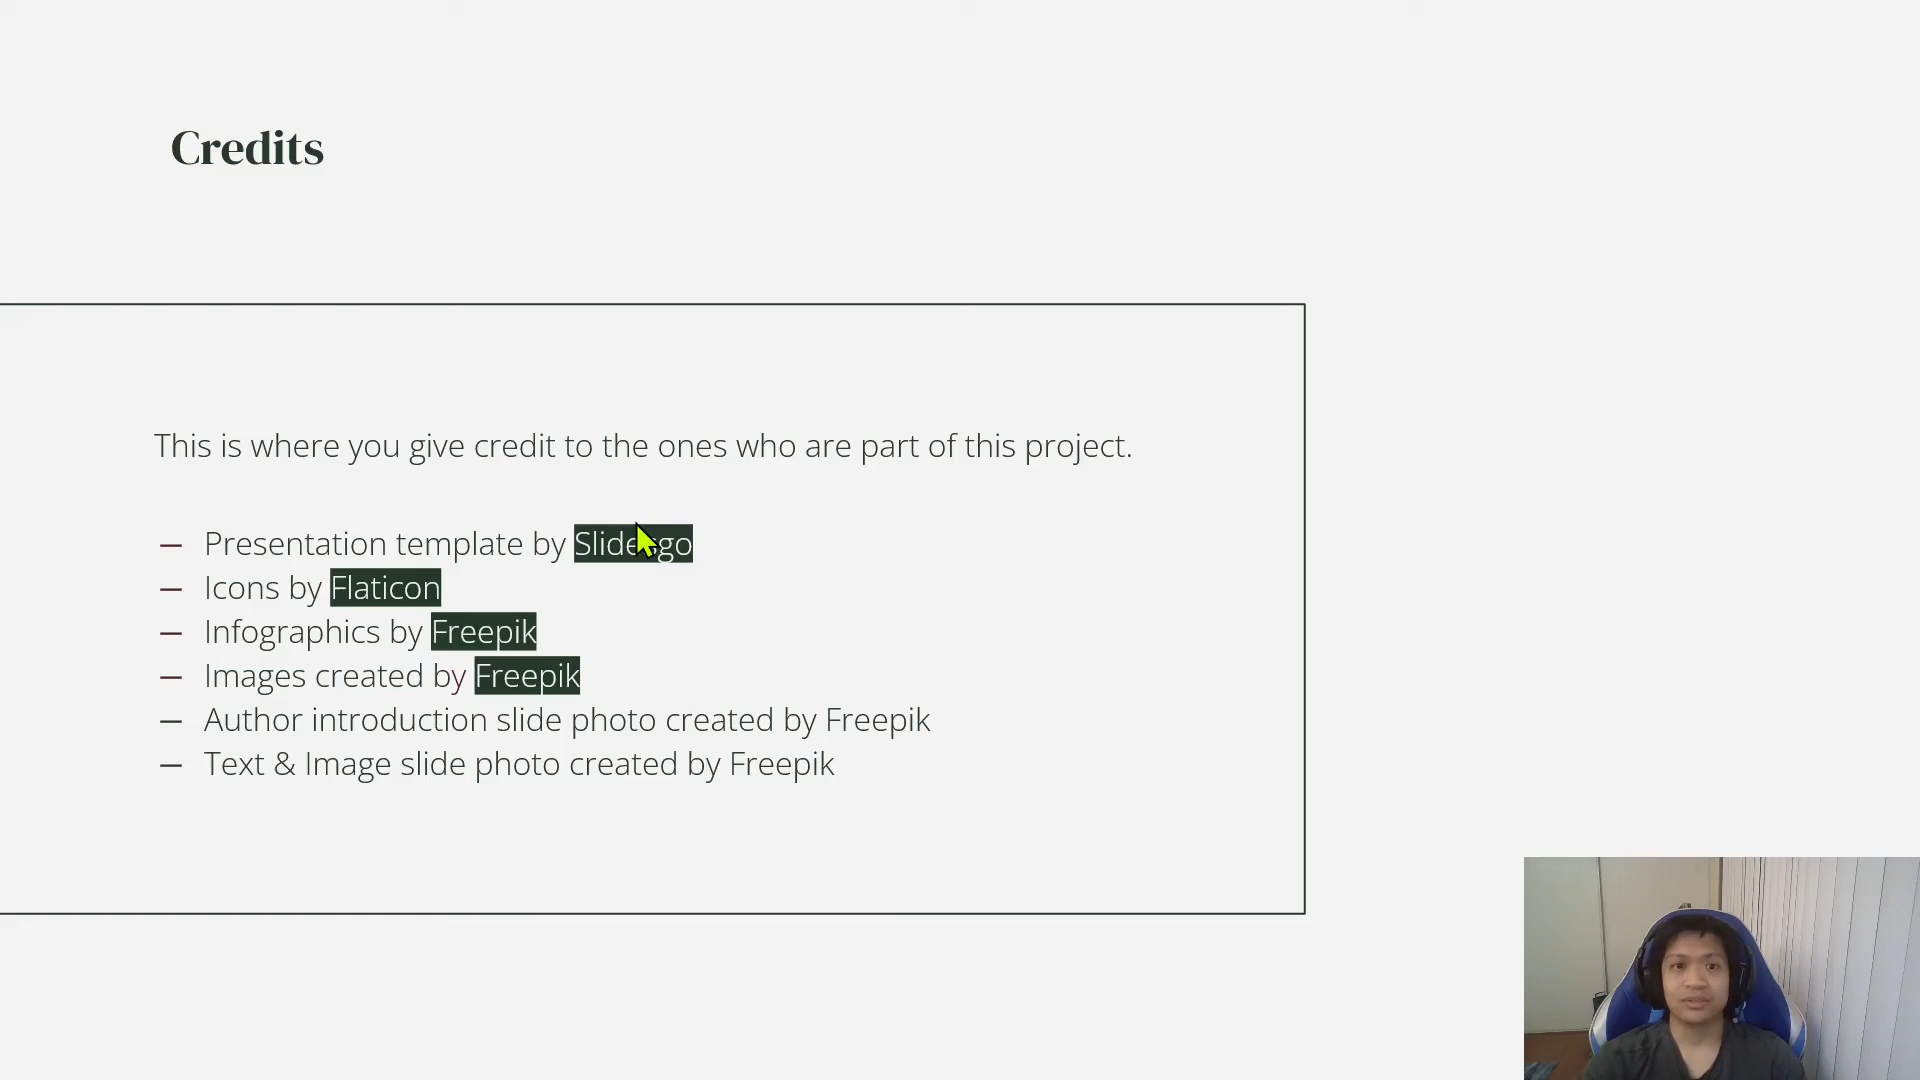 Credits
This is where you give credit to the ones who are part of this project.
— Presentation template by Slidesgo
— Icons by Flaticon
— Infographics by Freepik
— Images created by Freepik
— Author introduction slide photo created by Freepik
— Text & Image slide photo created by Freepik